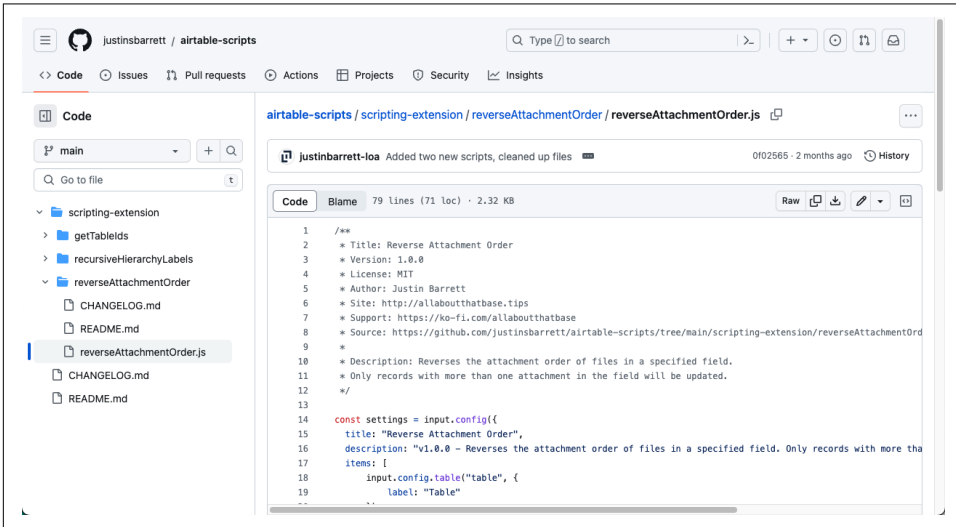 justinsbarrett / airtable-scripts
Type / to search
Code Issues Pull requests Actions Projects Security Insights
Code
main
Go to file t
scripting-extension
getTableIds
recursiveHierarchyLabels
reverseAttachmentOrder
CHANGELOG.md
README.md
reverseAttachmentOrder.js
CHANGELOG.md
README.md
airtable-scripts / scripting-extension / reverseAttachmentOrder / reverseAttachmentOrder.js
justinbarrett-loa Added two new scripts, cleaned up files
0f02565 · 2 months ago History
Code Blame 79 lines (71 loc) · 2.32 KB Raw
1 /**
2 * Title: Reverse Attachment Order
3 * Version: 1.0.0
4 * License: MIT
5 * Author: Justin Barrett
6 * Site: http://allaboutthatbase.tips
7 * Support: https://ko-fi.com/allaboutthatbase
8 * Source: https://github.com/justinsbarrett/airtable-scripts/tree/main/scripting-extension/reverseAttachmentOrd
9 *
10 * Description: Reverses the attachment order of files in a specified field.
11 * Only records with more than one attachment in the field will be updated.
12 */
13
14 const settings = input.config({
15 title: "Reverse Attachment Order",
16 description: "v1.0.0 – Reverses the attachment order of files in a specified field. Only records with more tha
17 items: [
18 input.config.table("table", {
19 label: "Table"